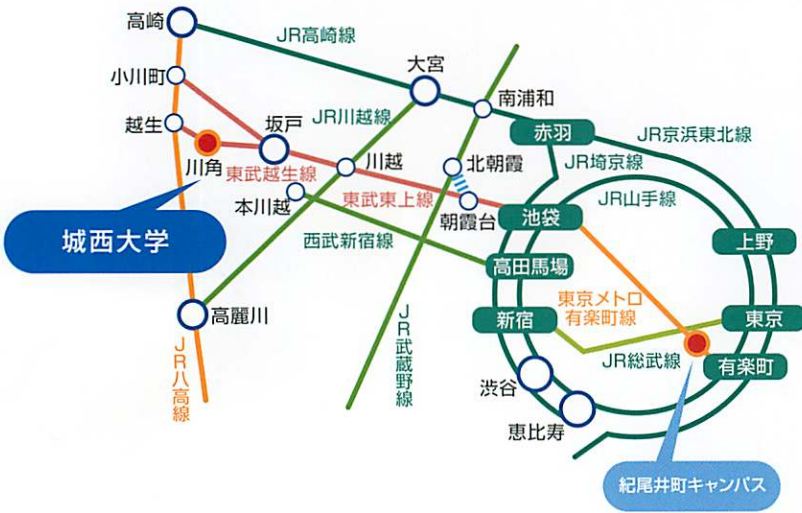 高崎
JR高崎線
大宮
小川町
南浦和
越生
坂戸
JR川越線
赤羽
JR京浜東北線
川角
東武越生線
川越
北朝霞
JR埼京線
本川越
東武東上線
朝霞台
池袋
JR山手線
城西大学
西武新宿線
高田馬場
上野
高麗川
JR武蔵野線
新宿
東京メトロ
有楽町線
東京
JR八高線
JR総武線
有楽町
渋谷
恵比寿
紀尾井町キャンパス